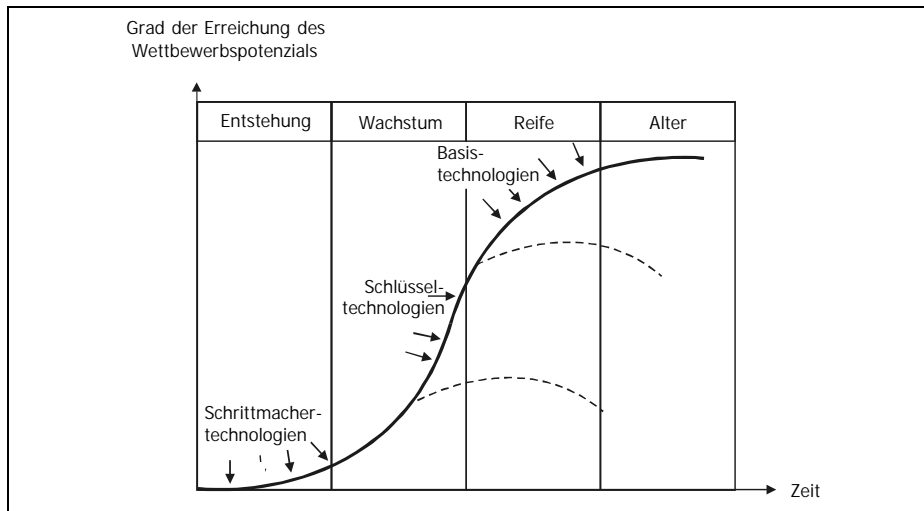 Grad der Erreichung des
Wettbewerbspotenzials
Entstehung
Wachstum
Reife
Alter
Basis-
technologien
Schlüssel-
technologien
Schrittmacher-
technologien
Zeit